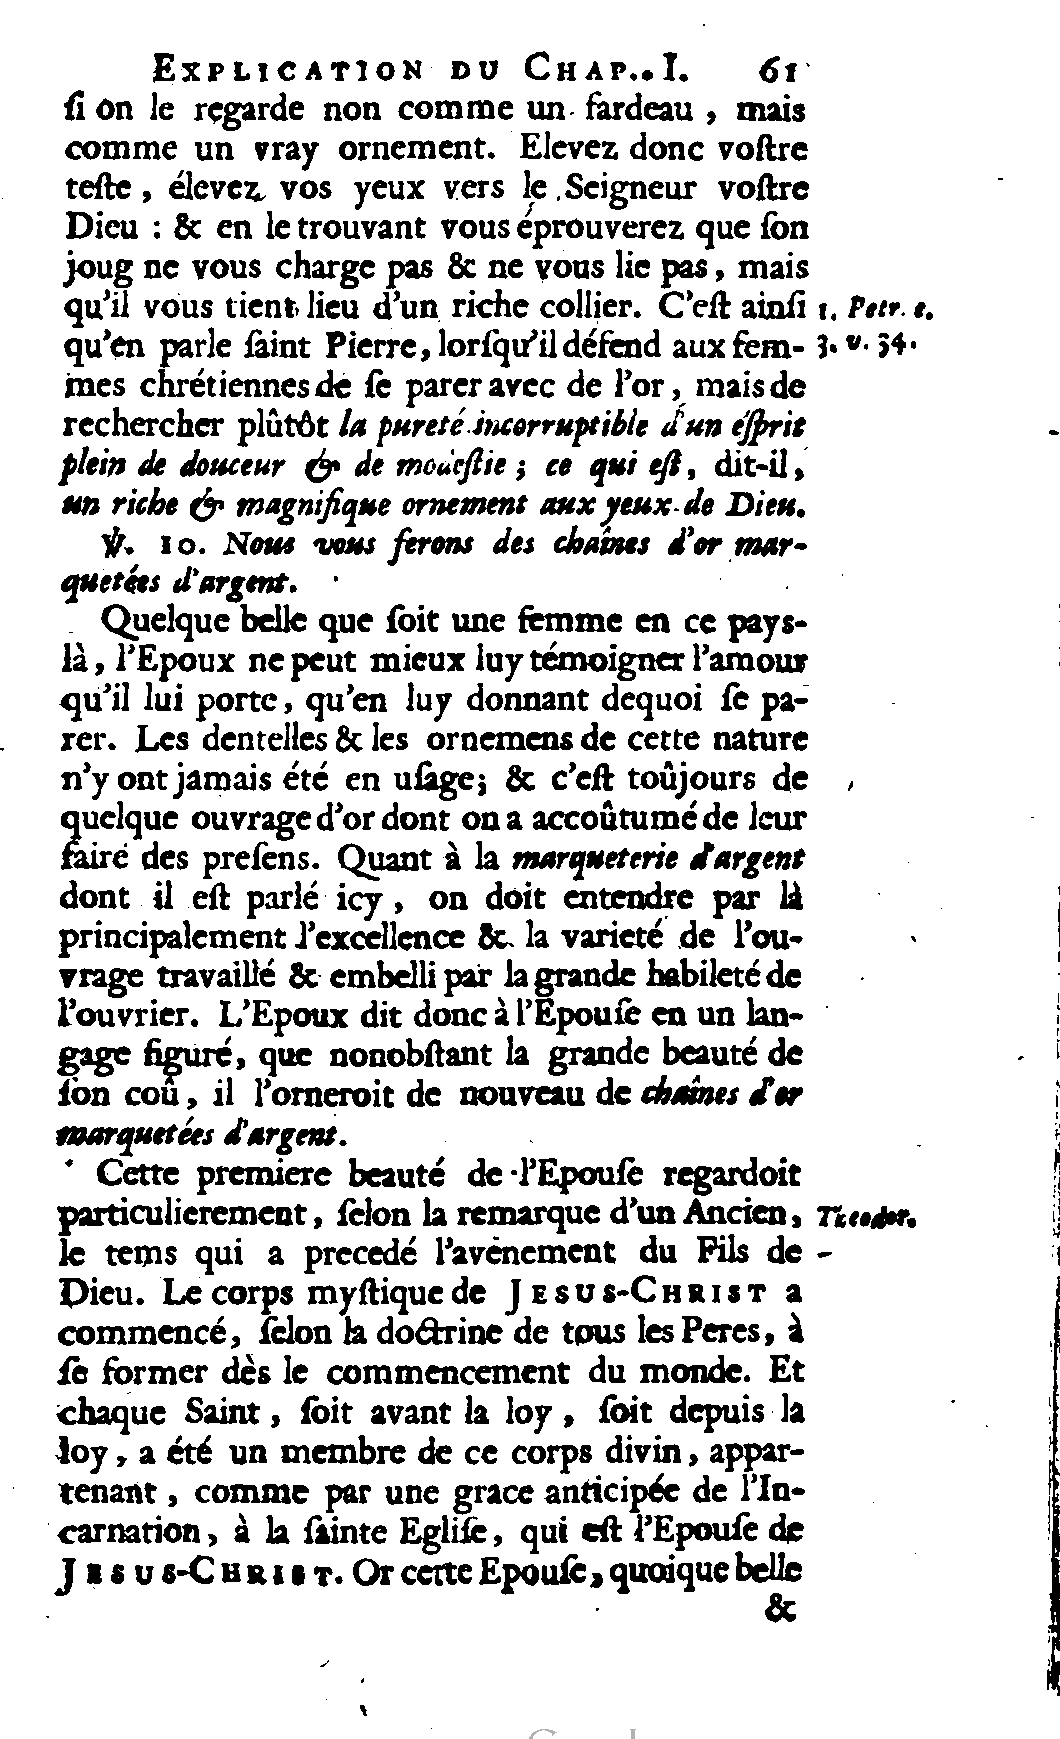 EXPLICATION DU CHAP. I. 61
ſi on le regarde non comme un fardeau, mais
comme un vray ornement. Elevez donc voſtre
teſte, élevez vos yeux vers le Seigneur voſtre
Dieu : & en le trouvant vous éprouverez que ſon
joug ne vous charge pas & ne vous lie pas, mais
qu'il vous tient lieu d'un riche collier. C'eſt ainſi
1. Petr. c.
qu'en parle ſaint Pierre, lorſqu'il défend aux fem-
3. v. 34.
mes chrétiennes de ſe parer avec de l'or, mais de
rechercher plûtôt la pureté incorruptible d'un eſprit
plein de douceur & de modeſtie ; ce qui eſt, dit-il,
un riche & magnifique ornement aux yeux de Dieu.
℣. 10. Nous vous ferons des chaînes d'or mar-
quetées d'argent.
Quelque belle que ſoit une femme en ce pays-
là, l'Epoux ne peut mieux luy témoigner l'amour
qu'il lui porte, qu'en luy donnant dequoi ſe pa-
rer. Les dentelles & les ornemens de cette nature
n'y ont jamais été en uſage; & c'eſt toûjours de
quelque ouvrage d'or dont on a accoûtumé de leur
faire des preſens. Quant à la marqueterie d'argent
dont il eſt parlé icy, on doit entendre par là
principalement l'excellence & la varieté de l'ou-
vrage travaillé & embelli par la grande habileté de
l'ouvrier. L'Epoux dit donc à l'Epouſe en un lan-
gage figuré, que nonobſtant la grande beauté de
ſon coû, il l'orneroit de nouveau de chaînes d'or
marquetées d'argent.
Cette premiere beauté de l'Epouſe regardoit
particulierement, ſelon la remarque d'un Ancien,
Theodor.
le tems qui a precedé l'avènement du Fils de
Dieu. Le corps myſtique de JESUS-CHRIST a
commencé, ſelon la doctrine de tous les Peres, à
ſe former dès le commencement du monde. Et
chaque Saint, ſoit avant la loy, ſoit depuis la
loy, a été un membre de ce corps divin, appar-
tenant, comme par une grace anticipée de l'In-
carnation, à la ſainte Egliſe, qui eſt l'Epouſe de
JESUS-CHRIST. Or cette Epouſe, quoique belle
&